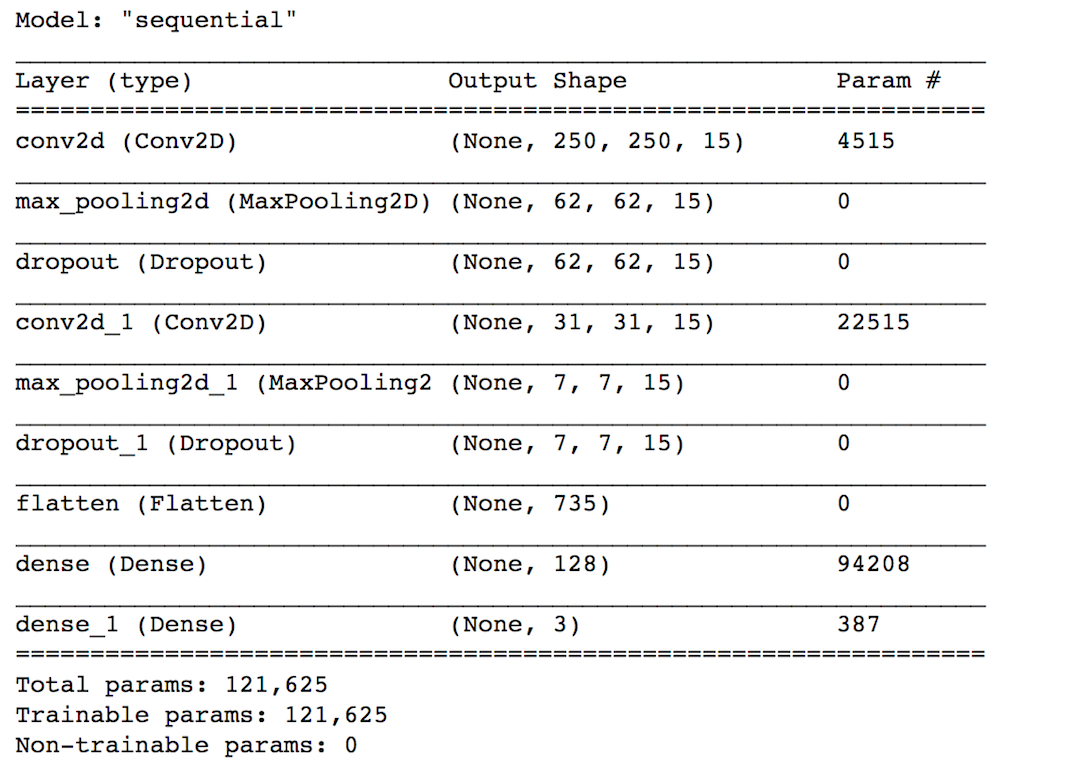 Model: "sequential"
Layer (type) Output Shape Param #
conv2d (Conv2D) (None, 250, 250, 15) 4515
max_pooling2d (MaxPooling2D) (None, 62, 62, 15) 0
dropout (Dropout) (None, 62, 62, 15) 0
conv2d_1 (Conv2D) (None, 31, 31, 15) 22515
max_pooling2d_1 (MaxPooling2 (None, 7, 7, 15) 0
dropout_1 (Dropout) (None, 7, 7, 15) 0
flatten (Flatten) (None, 735) 0
dense (Dense) (None, 128) 94208
dense_1 (Dense) (None, 3) 387
Total params: 121,625
Trainable params: 121,625
Non-trainable params: 0